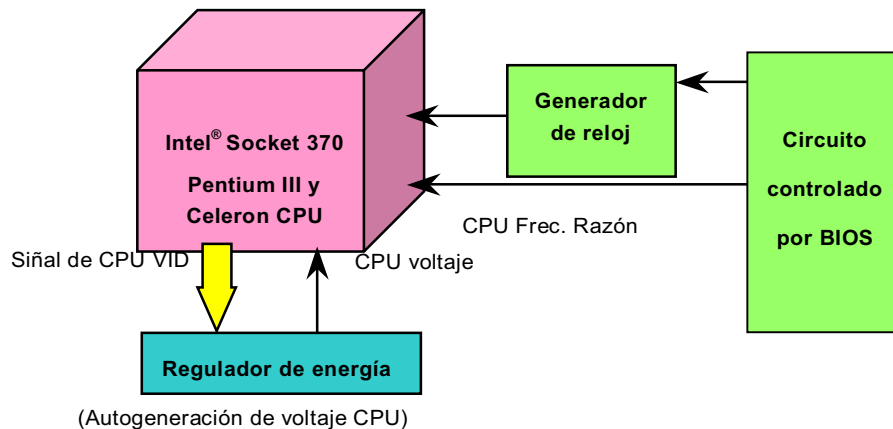 Intel® Socket 370
Pentium III y
Celeron CPU
Generador
de reloj
Circuito
controlado
por BIOS
CPU Frec. Razón
Siñal de CPU VID
CPU voltaje
Regulador de energía
(Autogeneración de voltaje CPU)